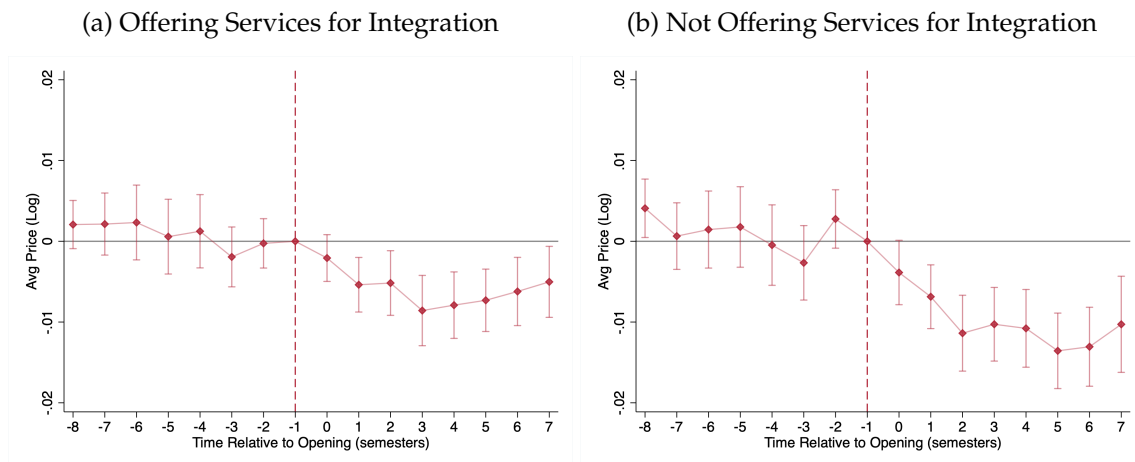 (a) Offering Services for Integration
(b) Not Offering Services for Integration
.02
.01
0
-.01
-.02
Avg Price (Log)
-8 -7 -6 -5 -4 -3 -2 -1 0 1 2 3 4 5 6 7
Time Relative to Opening (semesters)
.02
.01
0
-.01
-.02
Avg Price (Log)
-8 -7 -6 -5 -4 -3 -2 -1 0 1 2 3 4 5 6 7
Time Relative to Opening (semesters)